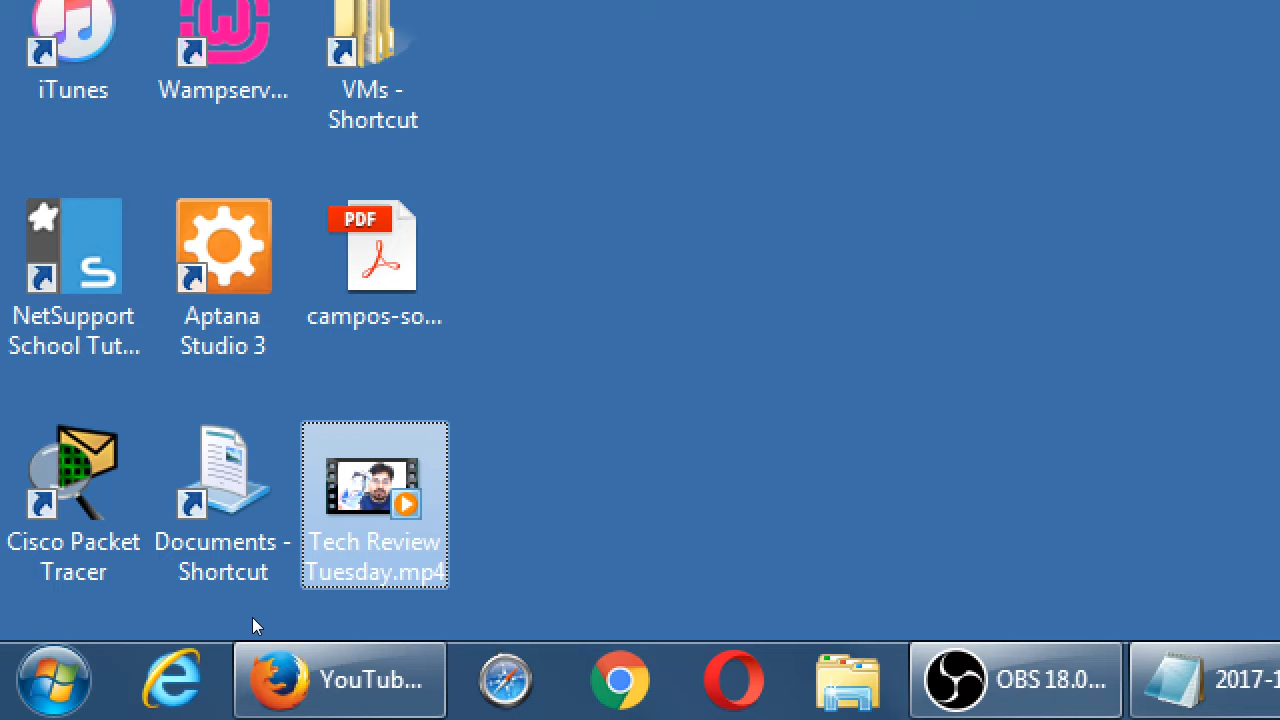 iTunes
Wampserv...
VMs -
Shortcut
NetSupport
School Tut...
Aptana
Studio 3
PDF
campos-so...
Cisco Packet
Tracer
Documents -
Shortcut
Tech Review
Tuesday.mp4
YouTub...
OBS 18.0...
2017-1